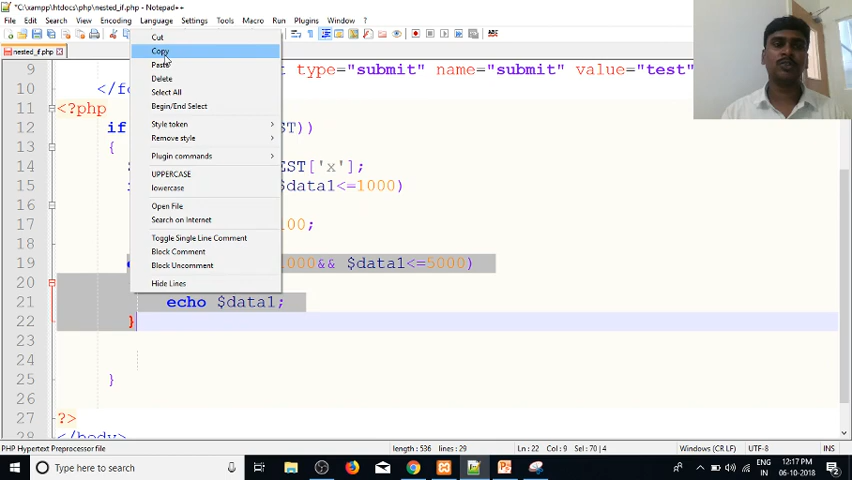 *C:\xampp\htdocs\php\nested_if.php - Notepad++
File Edit Search View Encoding Language Settings Tools Macro Run Plugins Window ?
nested_if.php
Cut
Copy
Paste
Delete
Select All
Begin/End Select
Style token
Remove style
Plugin commands
UPPERCASE
lowercase
Open File
Search on Internet
Toggle Single Line Comment
Block Comment
Block Uncomment
Hide Lines
9 type="submit" name="submit" value="test"
10 </f
11 <?php
12 if ST))
13 {
14 $ EST['x'];
15 $data1<=1000)
16
17 00;
18
19 000&& $data1<=5000)
20
21 echo $data1;
22 }
23
24
25 }
26
27 ?>
28 </body>
PHP Hypertext Preprocessor file length : 536 lines : 29 Ln : 22 Col : 9 Sel : 70 | 4 Windows (CR LF) UTF-8 INS
Type here to search
ENG IN
12:17 PM
06-10-2018